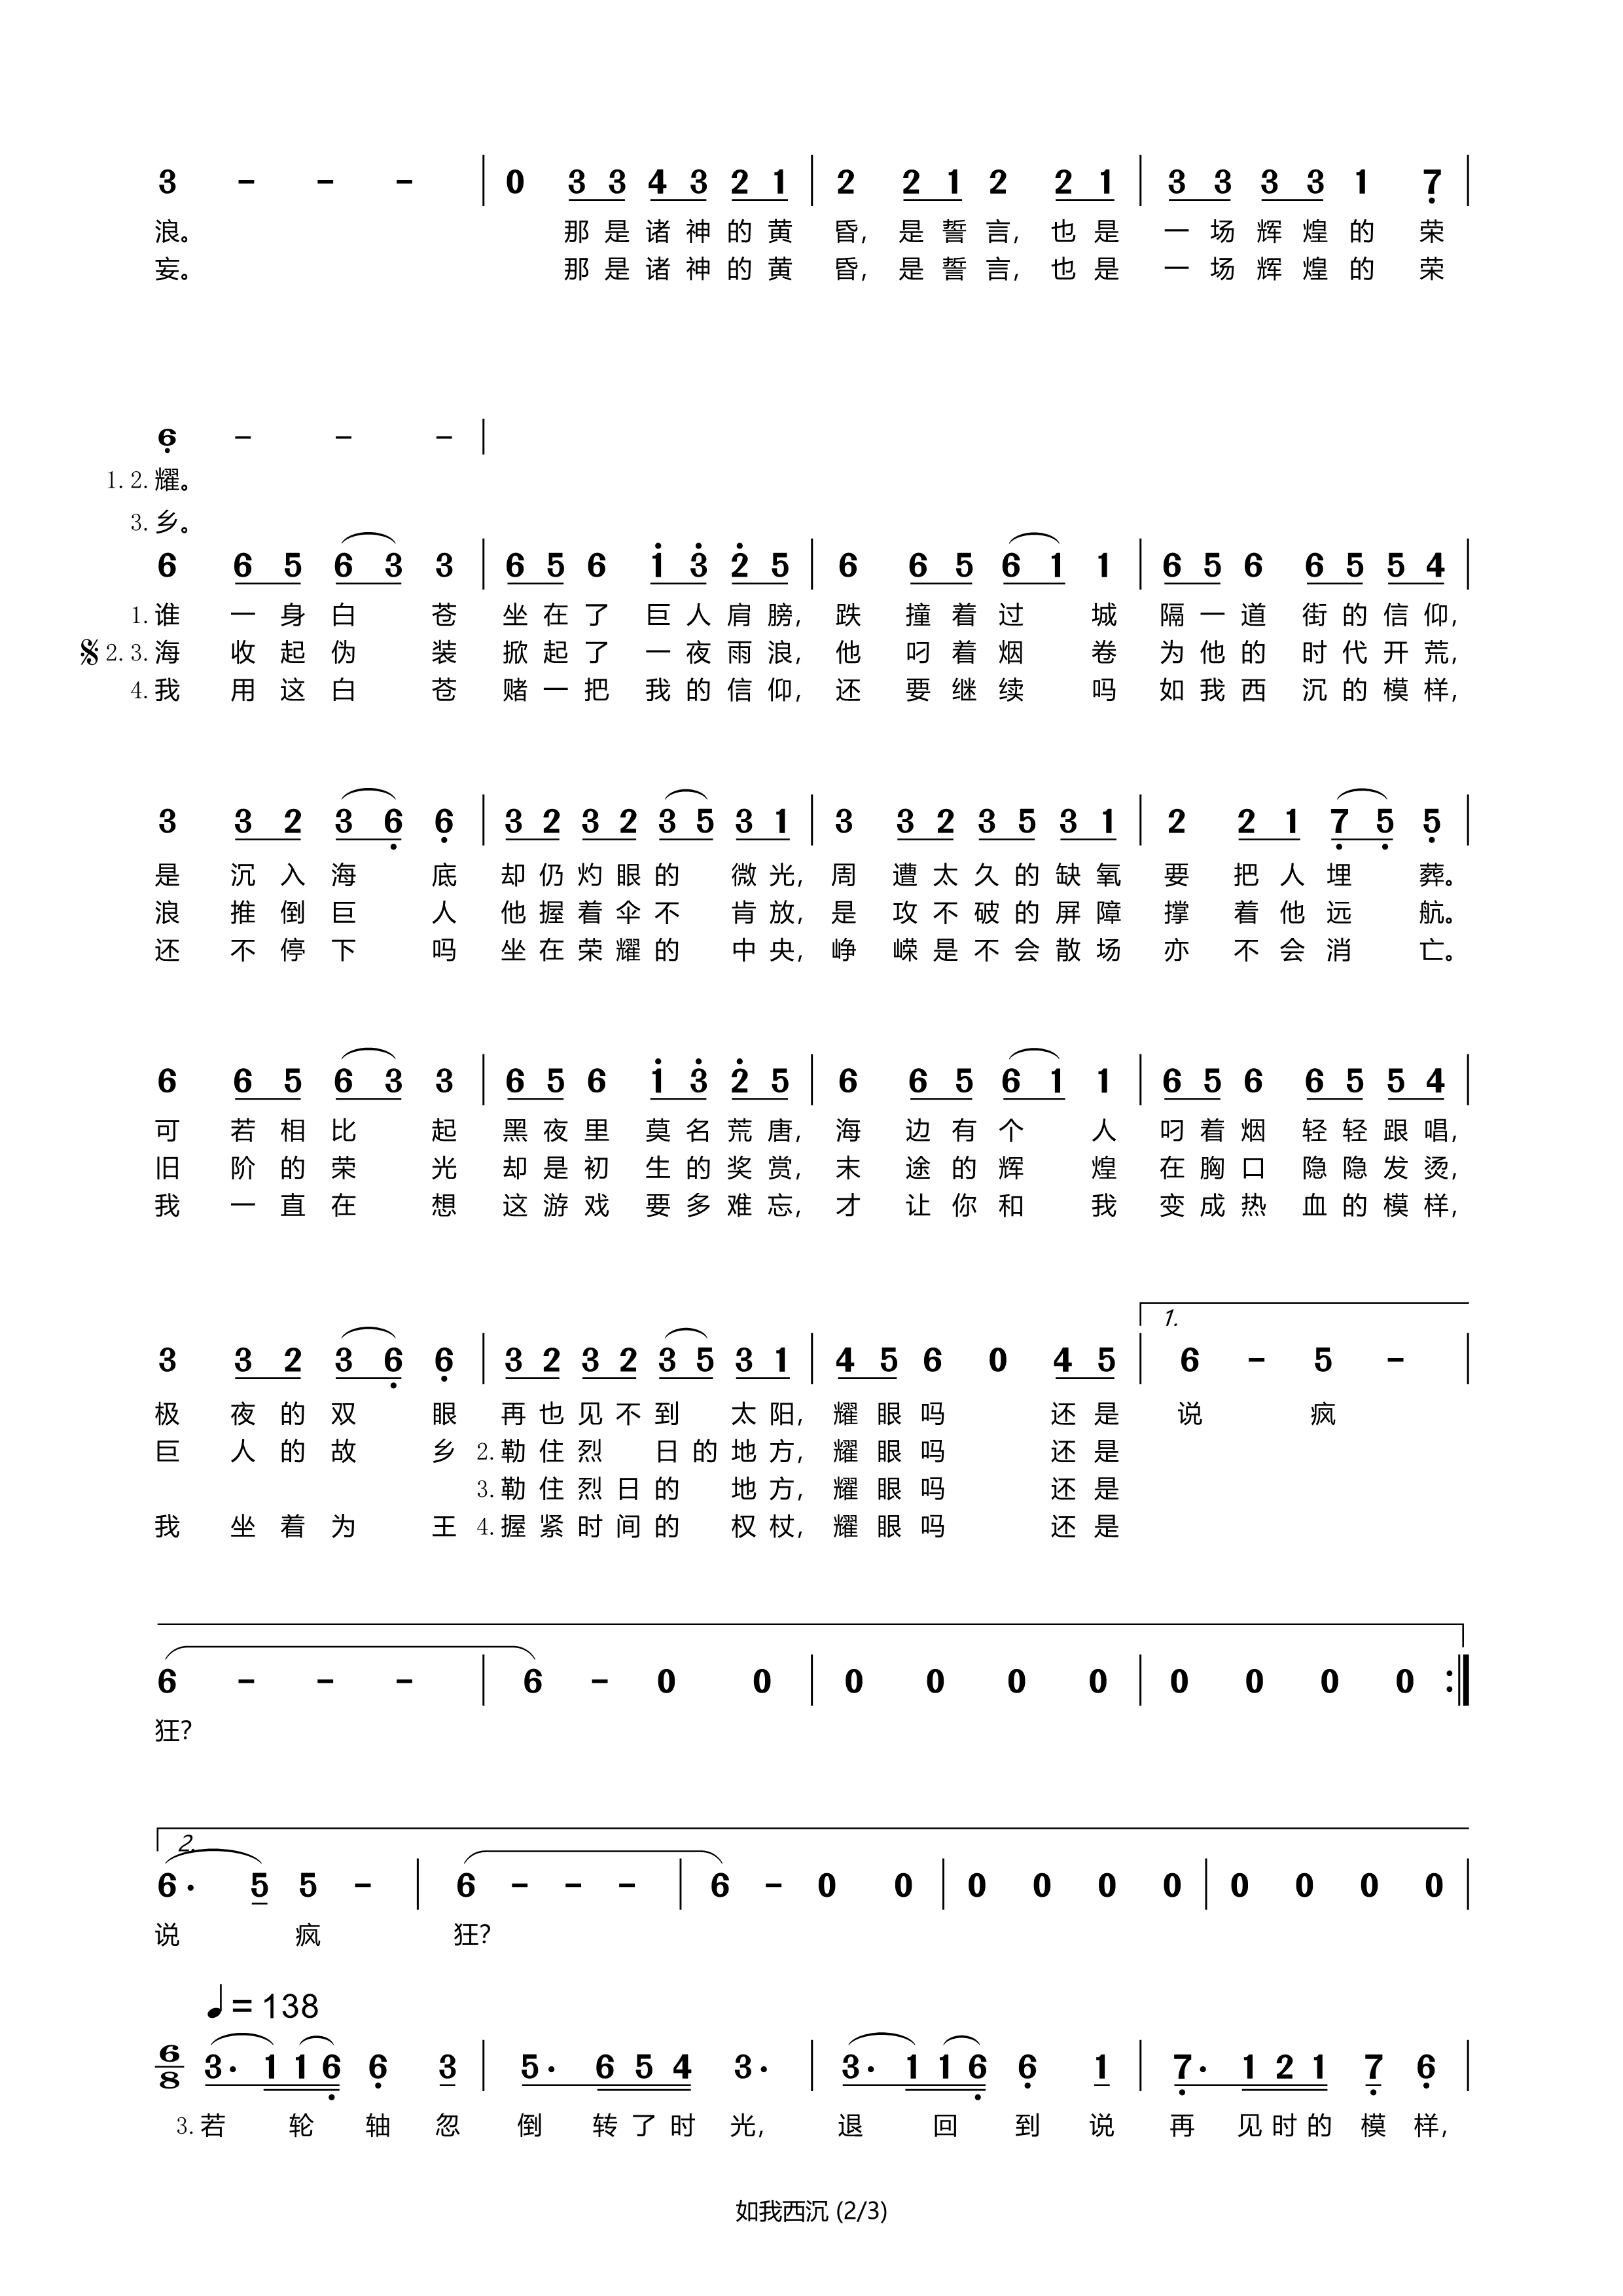 3 - - - | 0 3 3 4 3 2 1 | 2 2 1 2 2 1 | 3 3 3 3 1 7 |
浪。 那是诸神的黄 昏, 是誓言, 也是 一场辉煌的 荣
妄。 那是诸神的黄 昏, 是誓言, 也是 一场辉煌的 荣
6 - - - |
1. 2. 耀。
3. 乡。
6 6 5 6 3 3 | 6 5 6 1 3 2 5 | 6 6 5 6 1 1 | 6 5 6 6 5 5 4 |
1. 谁 一身白 苍 坐在了 巨人肩膀, 跌 撞着过 城 隔一道 街的信仰,
2. 3. 海 收起伪 装 掀起了 一夜雨浪, 他 叼着烟 卷 为他的 时代开荒,
4. 我 用这白 苍 赌一把 我的信仰, 还 要继续 吗 如我西 沉的模样,
3 3 2 3 6 6 | 3 2 3 2 3 5 3 1 | 3 3 2 3 5 3 1 | 2 2 1 7 5 5 |
是 沉入海 底 却仍灼眼的 微光, 周 遭太久的缺氧 要 把人埋 葬。
浪 推倒巨 人 他握着伞不 肯放, 是 攻不破的屏障 撑 着他远 航。
还 不停下 吗 坐在荣耀的 中央, 峥 嵘是不会散场 亦 不会消 亡。
6 6 5 6 3 3 | 6 5 6 1 3 2 5 | 6 6 5 6 1 1 | 6 5 6 6 5 5 4 |
可 若相比 起 黑夜里 莫名荒唐, 海 边有个 人 叼着烟 轻轻跟唱,
旧 阶的荣 光 却是初 生的奖赏, 末 途的辉 煌 在胸口 隐隐发烫,
我 一直在 想 这游戏 要多难忘, 才 让你和 我 变成热 血的模样,
1.
3 3 2 3 6 6 | 3 2 3 2 3 5 3 1 | 4 5 6 0 4 5 | 6 - 5 - |
极 夜的双 眼 再也见不到 太阳, 耀眼吗 还是 说 疯
巨 人的故 乡 2. 勒住烈 日的地方, 耀眼吗 还是
3. 勒住烈日的 地方, 耀眼吗 还是
我 坐着为 王 4. 握紧时间的 权杖, 耀眼吗 还是
6 - - - | 6 - 0 0 | 0 0 0 0 | 0 0 0 0 :|
狂?
2.
6· 5 5 - | 6 - - - | 6 - 0 0 | 0 0 0 0 | 0 0 0 0 |
说 疯 狂?
♩= 138
6/8 3· 1 1 6 6 3 | 5· 6 5 4 3· | 3· 1 1 6 6 1 | 7· 1 2 1 7 6 |
3. 若 轮 轴 忽 倒 转了时 光, 退 回 到 说 再 见时的 模 样,
如我西沉 (2/3)